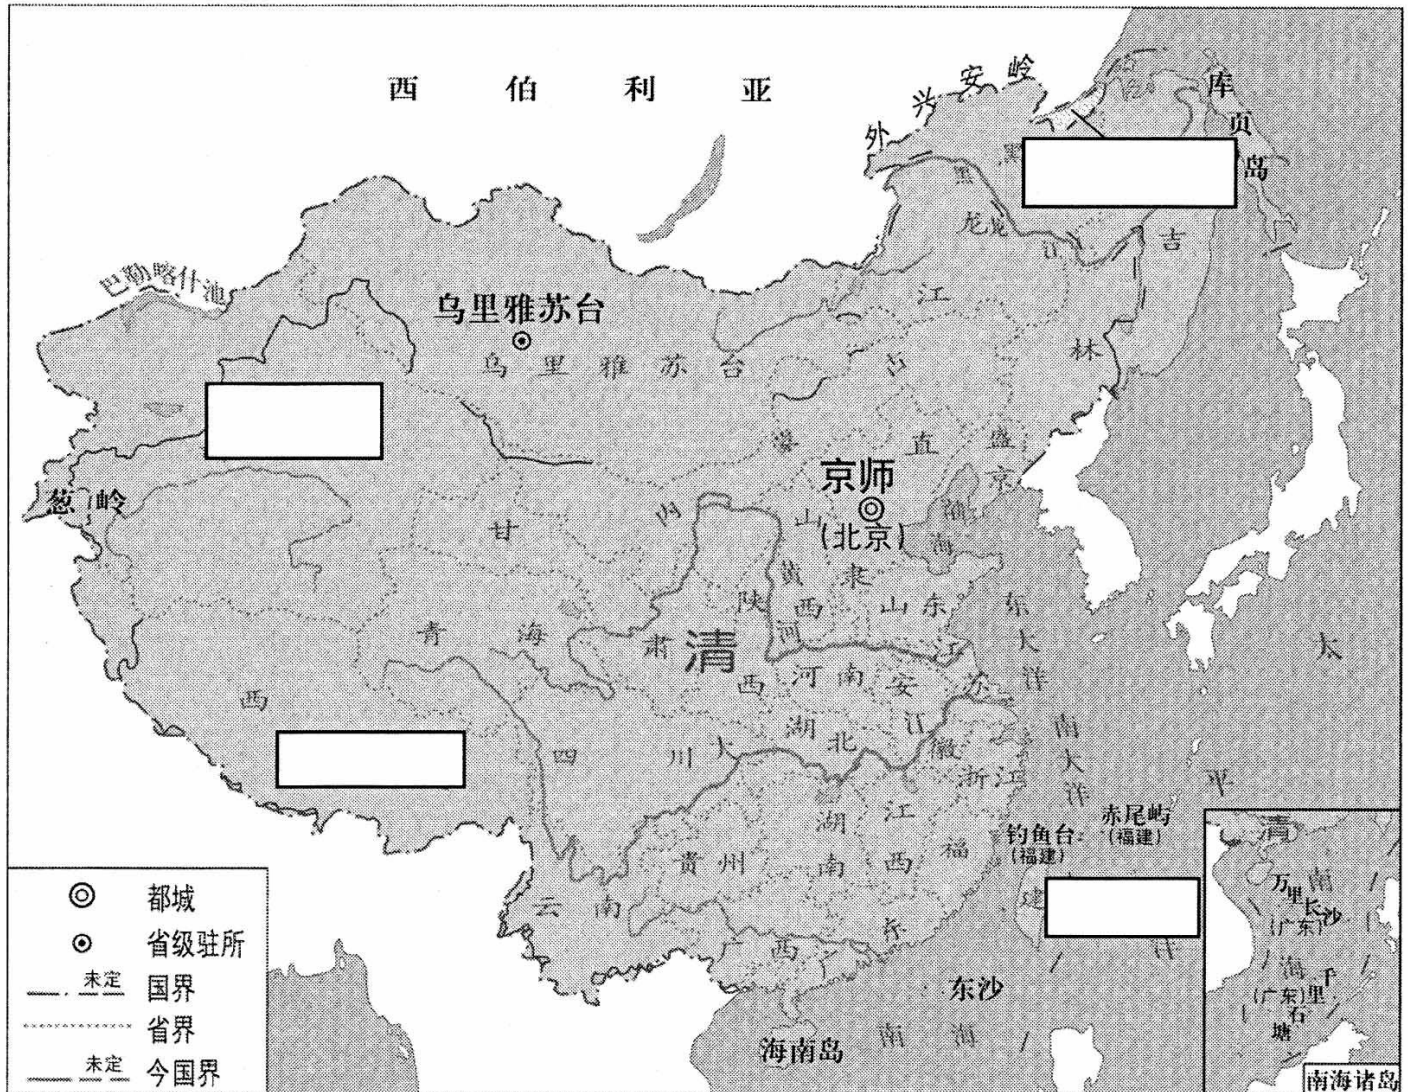 西伯利亚
外兴安岭
库页岛
黑
黑
龙龙
江
江
吉
林
巴勒喀什池
乌里雅苏台
乌里雅苏台
直
盛京
京师
(北京)
葱岭
甘
内
山
渤海
黄
隶
陕
西
山东
东大洋
河
青海
肃
清
江
太
西
河南
安
苏
西
湖北
江
徽
南大洋
四川
大
浙江
平
湖
江
赤尾屿
(福建)
钓鱼台
(福建)
贵州
南
西
福
建
云南
东
洋
广西
东沙
南海
海南岛
清
南
万里长沙
(广东)
海
千里石塘
(广东)
南海诸岛
都城
省级驻所
未定
国界
省界
未定
今国界